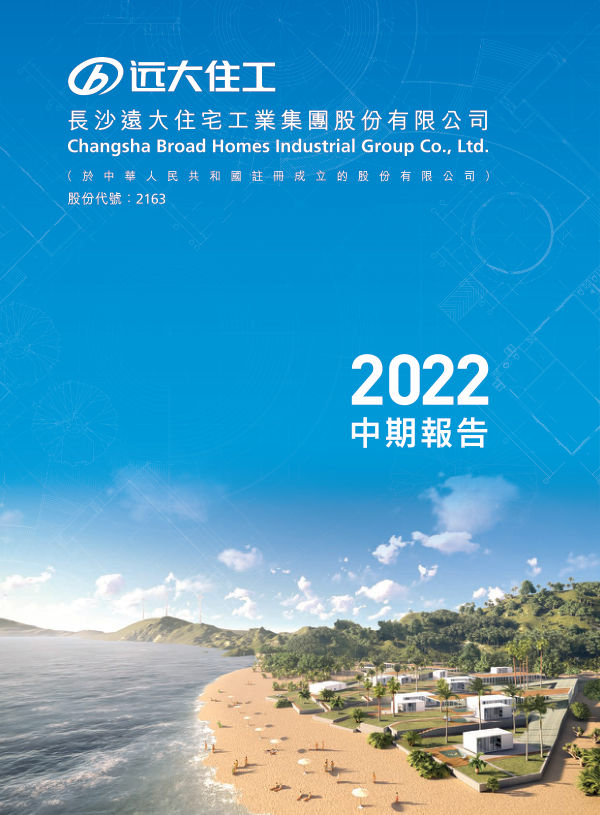 远大住工
長沙遠大住宅工業集團股份有限公司
Changsha Broad Homes Industrial Group Co., Ltd.
(於中華人民共和國註冊成立的股份有限公司)
股份代號：2163
2022
中期報告